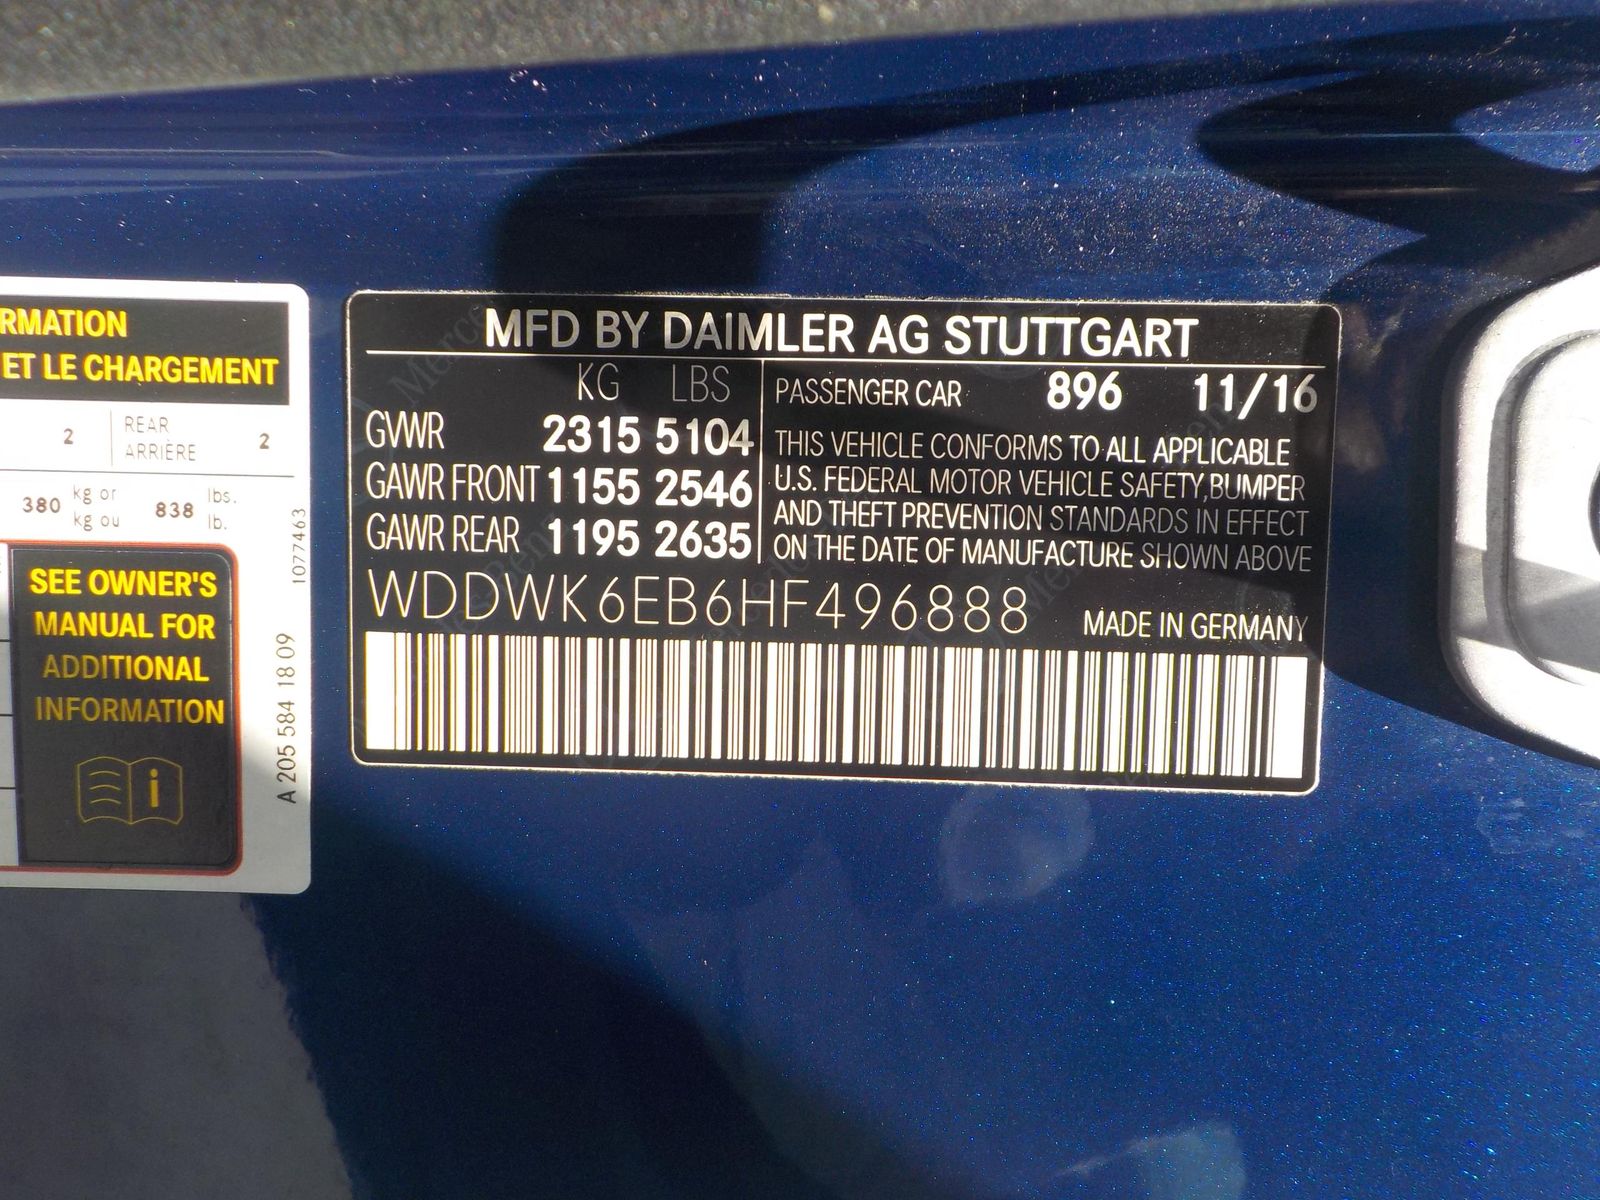 RMATION
ET LE CHARGEMENT
2
REAR
ARRIÈRE
2
380 kg or 838 lbs.
kg ou lb.
SEE OWNER'S
MANUAL FOR
ADDITIONAL
INFORMATION
i
1077463
A 205 584 18 09
MFD BY DAIMLER AG STUTTGART
KG LBS
GVWR 2315 5104
GAWR FRONT 1155 2546
GAWR REAR 1195 2635
PASSENGER CAR 896 11/16
THIS VEHICLE CONFORMS TO ALL APPLICABLE
U.S. FEDERAL MOTOR VEHICLE SAFETY, BUMPER
AND THEFT PREVENTION STANDARDS IN EFFECT
ON THE DATE OF MANUFACTURE SHOWN ABOVE
WDDWK6EB6HF496888
MADE IN GERMANY